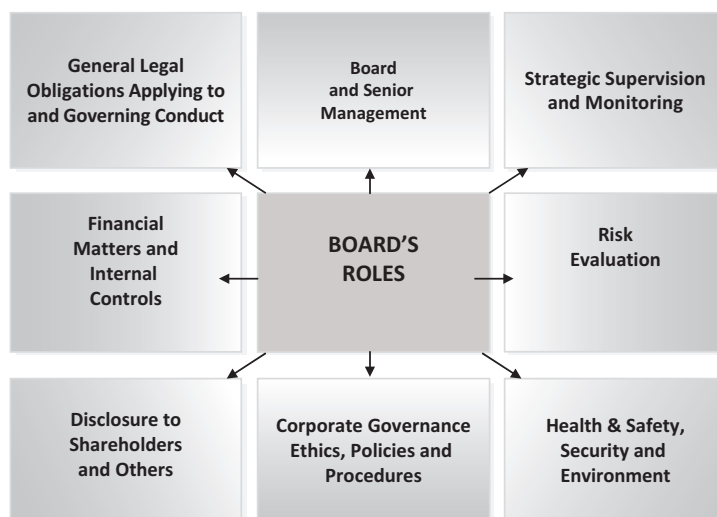 General Legal
Obligations Applying to
and Governing Conduct
Board
and Senior
Management
Strategic Supervision
and Monitoring
Financial
Matters and
Internal
Controls
BOARD’S
ROLES
Risk
Evaluation
Disclosure to
Shareholders
and Others
Corporate Governance
Ethics, Policies and
Procedures
Health & Safety,
Security and
Environment